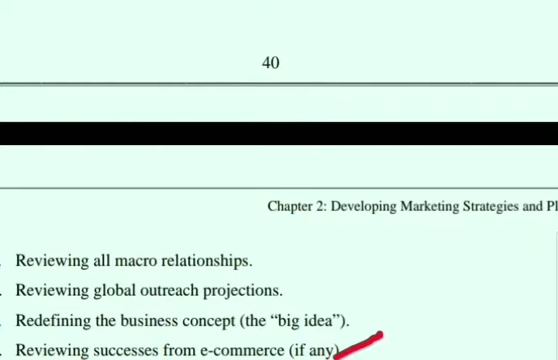 40
Chapter 2: Developing Marketing Strategies and Pl
. Reviewing all macro relationships.
. Reviewing global outreach projections.
. Redefining the business concept (the “big idea”).
. Reviewing successes from e-commerce (if any)